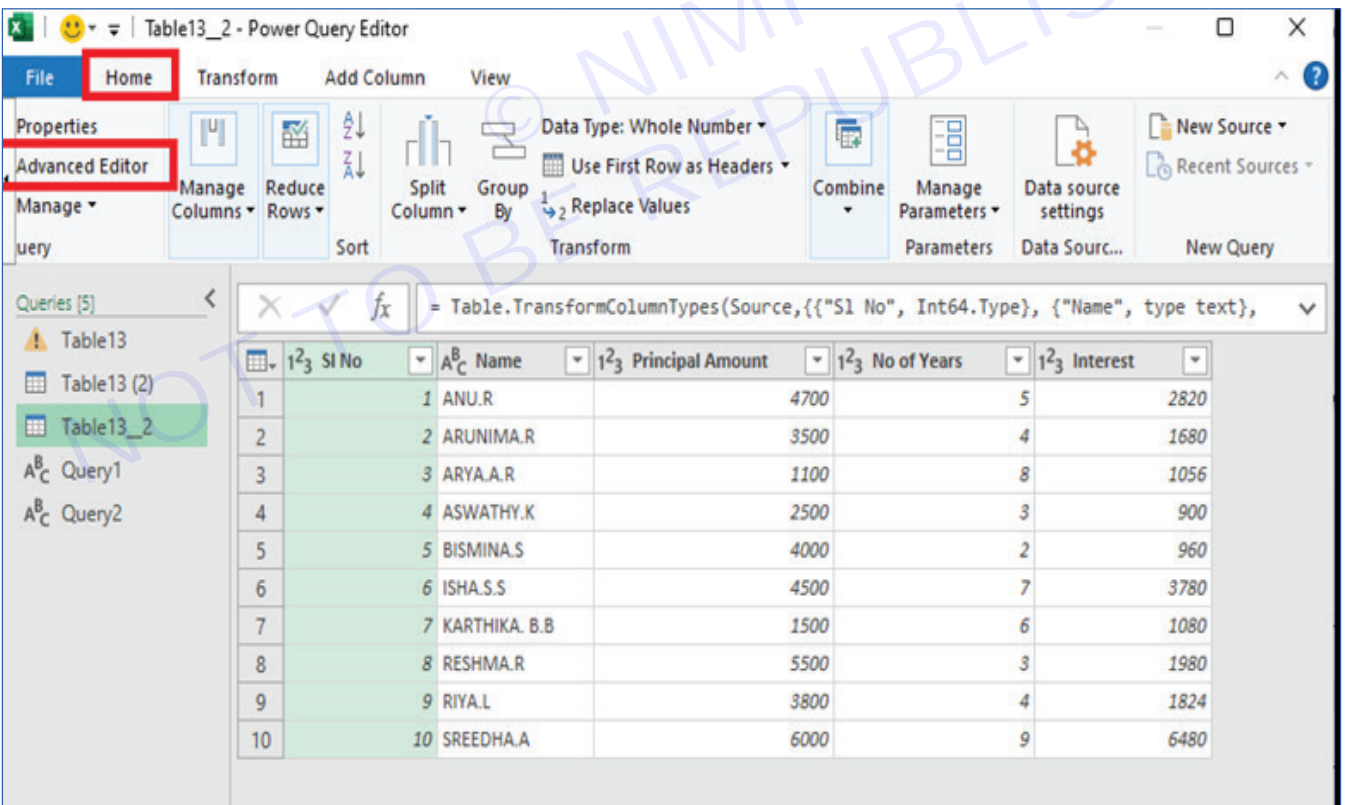 Table13__2 - Power Query Editor
File Home Transform Add Column View
Properties
Advanced Editor
Manage
uery
Manage Columns
Reduce Rows
Sort
Split Column
Group By
Data Type: Whole Number
Use First Row as Headers
Replace Values
Transform
Combine
Manage Parameters
Parameters
Data source settings
Data Sourc...
New Source
Recent Sources
New Query
Queries [5]
Table13
Table13 (2)
Table13__2
Query1
Query2
= Table.TransformColumnTypes(Source,{{"Sl No", Int64.Type}, {"Name", type text},
Sl No Name Principal Amount No of Years Interest
1 1 ANU.R 4700 5 2820
2 2 ARUNIMA.R 3500 4 1680
3 3 ARYA.A.R 1100 8 1056
4 4 ASWATHY.K 2500 3 900
5 5 BISMINA.S 4000 2 960
6 6 ISHA.S.S 4500 7 3780
7 7 KARTHIKA. B.B 1500 6 1080
8 8 RESHMA.R 5500 3 1980
9 9 RIYA.L 3800 4 1824
10 10 SREEDHA.A 6000 9 6480
© NIM
NOT TO BE REPUBLIS